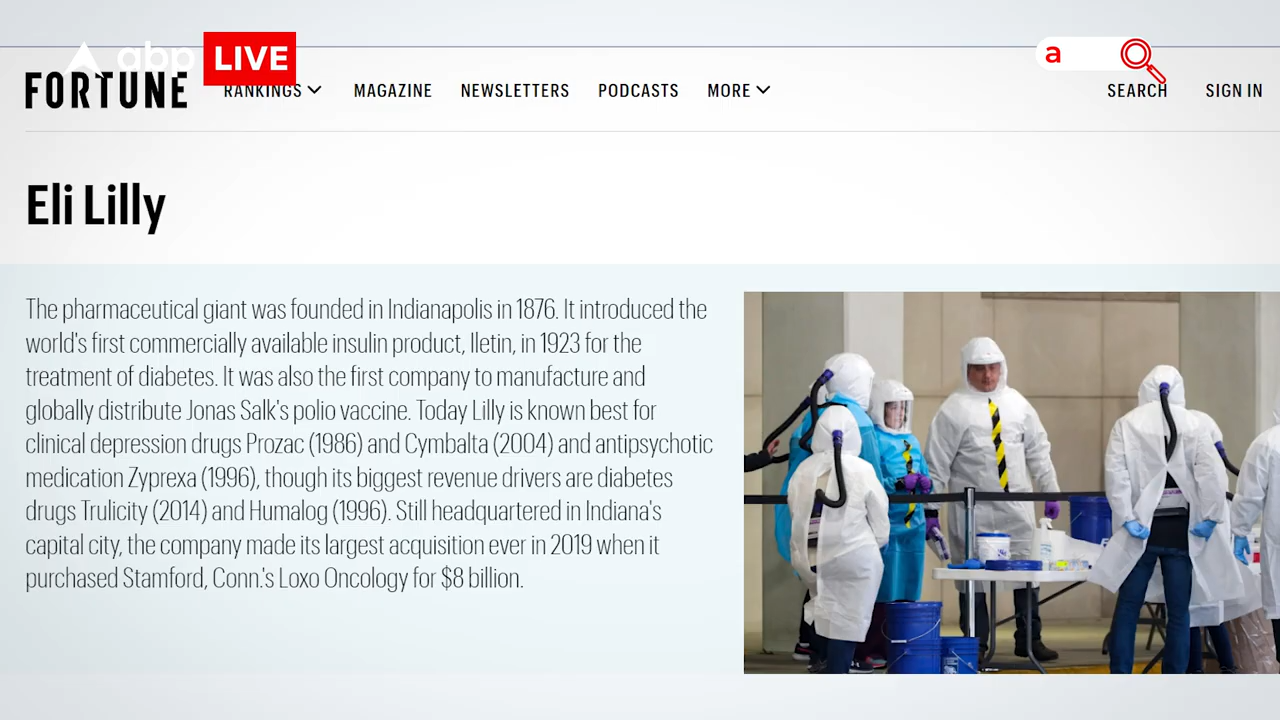 abp LIVE
a
FORTUNE RANKINGS MAGAZINE NEWSLETTERS PODCASTS MORE SEARCH SIGN IN
Eli Lilly
The pharmaceutical giant was founded in Indianapolis in 1876. It introduced the
world's first commercially available insulin product, Iletin, in 1923 for the
treatment of diabetes. It was also the first company to manufacture and
globally distribute Jonas Salk's polio vaccine. Today Lilly is known best for
clinical depression drugs Prozac (1986) and Cymbalta (2004) and antipsychotic
medication Zyprexa (1996), though its biggest revenue drivers are diabetes
drugs Trulicity (2014) and Humalog (1996). Still headquartered in Indiana's
capital city, the company made its largest acquisition ever in 2019 when it
purchased Stamford, Conn.'s Loxo Oncology for $8 billion.